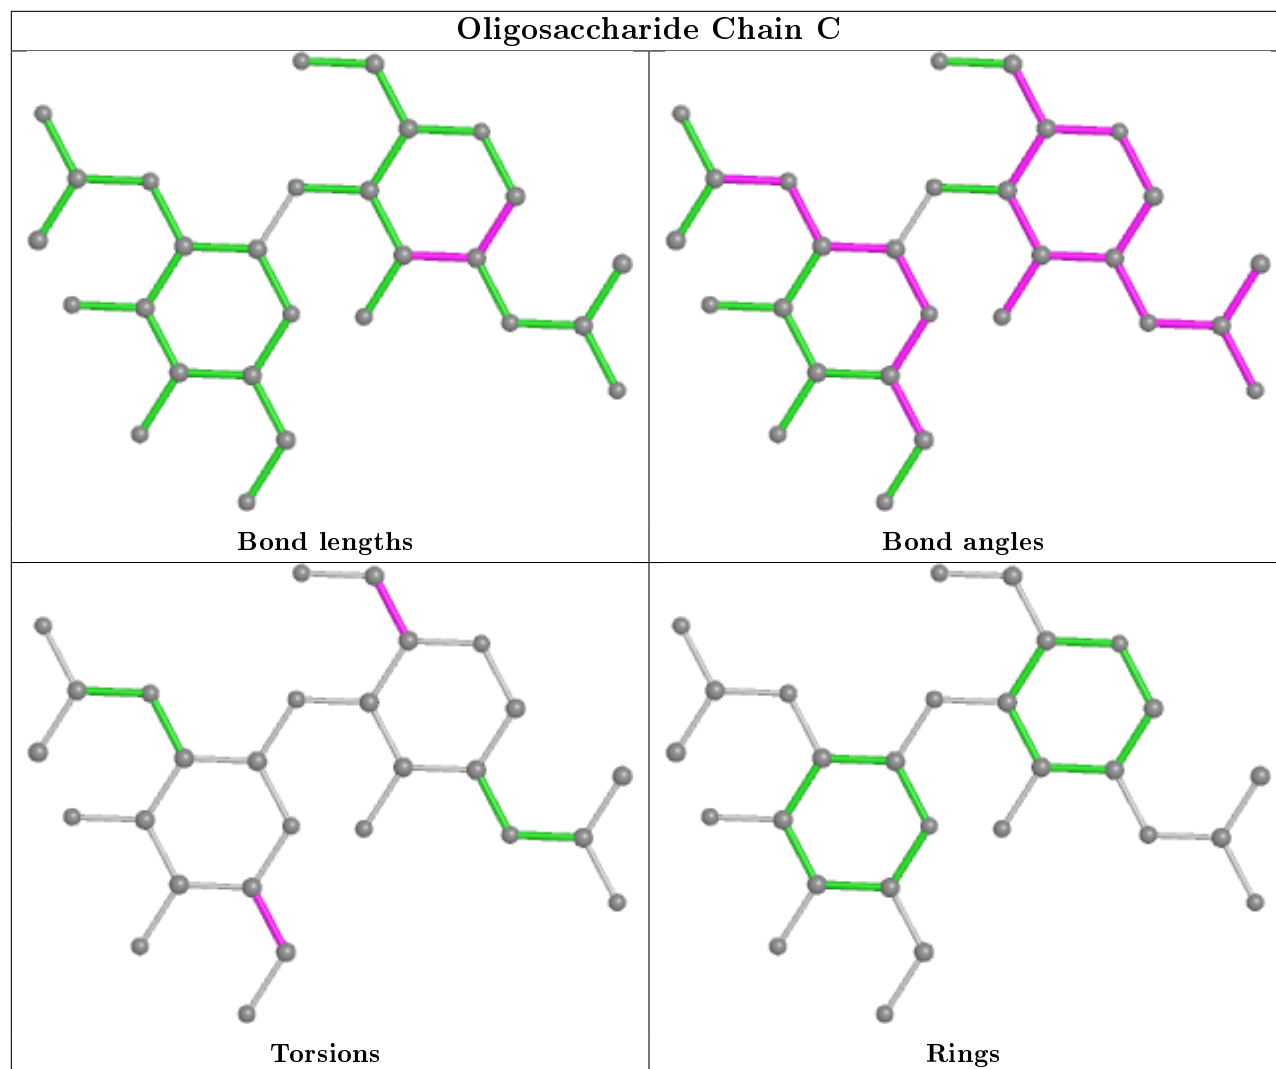 Oligosaccharide Chain C
Bond lengths
Bond angles
Torsions
Rings